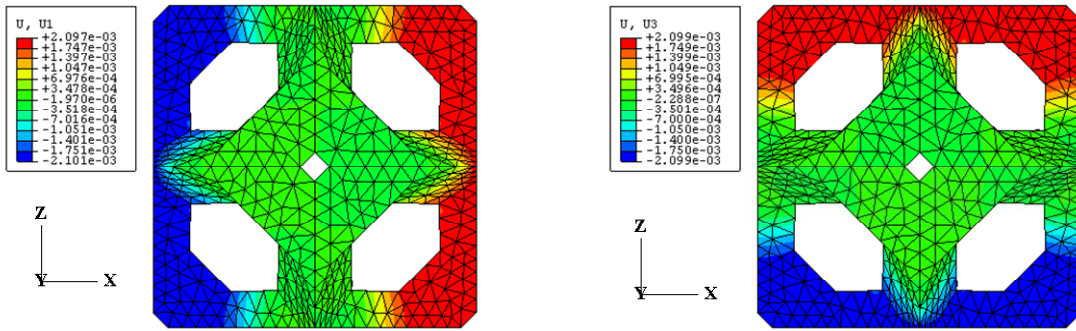 U, U1
+2.097e-03
+1.747e-03
+1.397e-03
+1.047e-03
+6.976e-04
+3.478e-04
-1.970e-06
-3.518e-04
-7.016e-04
-1.051e-03
-1.401e-03
-1.751e-03
-2.101e-03
Z
Y
X
U, U3
+2.099e-03
+1.749e-03
+1.399e-03
+1.049e-03
+6.995e-04
+3.496e-04
-2.288e-07
-3.501e-04
-7.000e-04
-1.050e-03
-1.400e-03
-1.750e-03
-2.099e-03
Z
Y
X